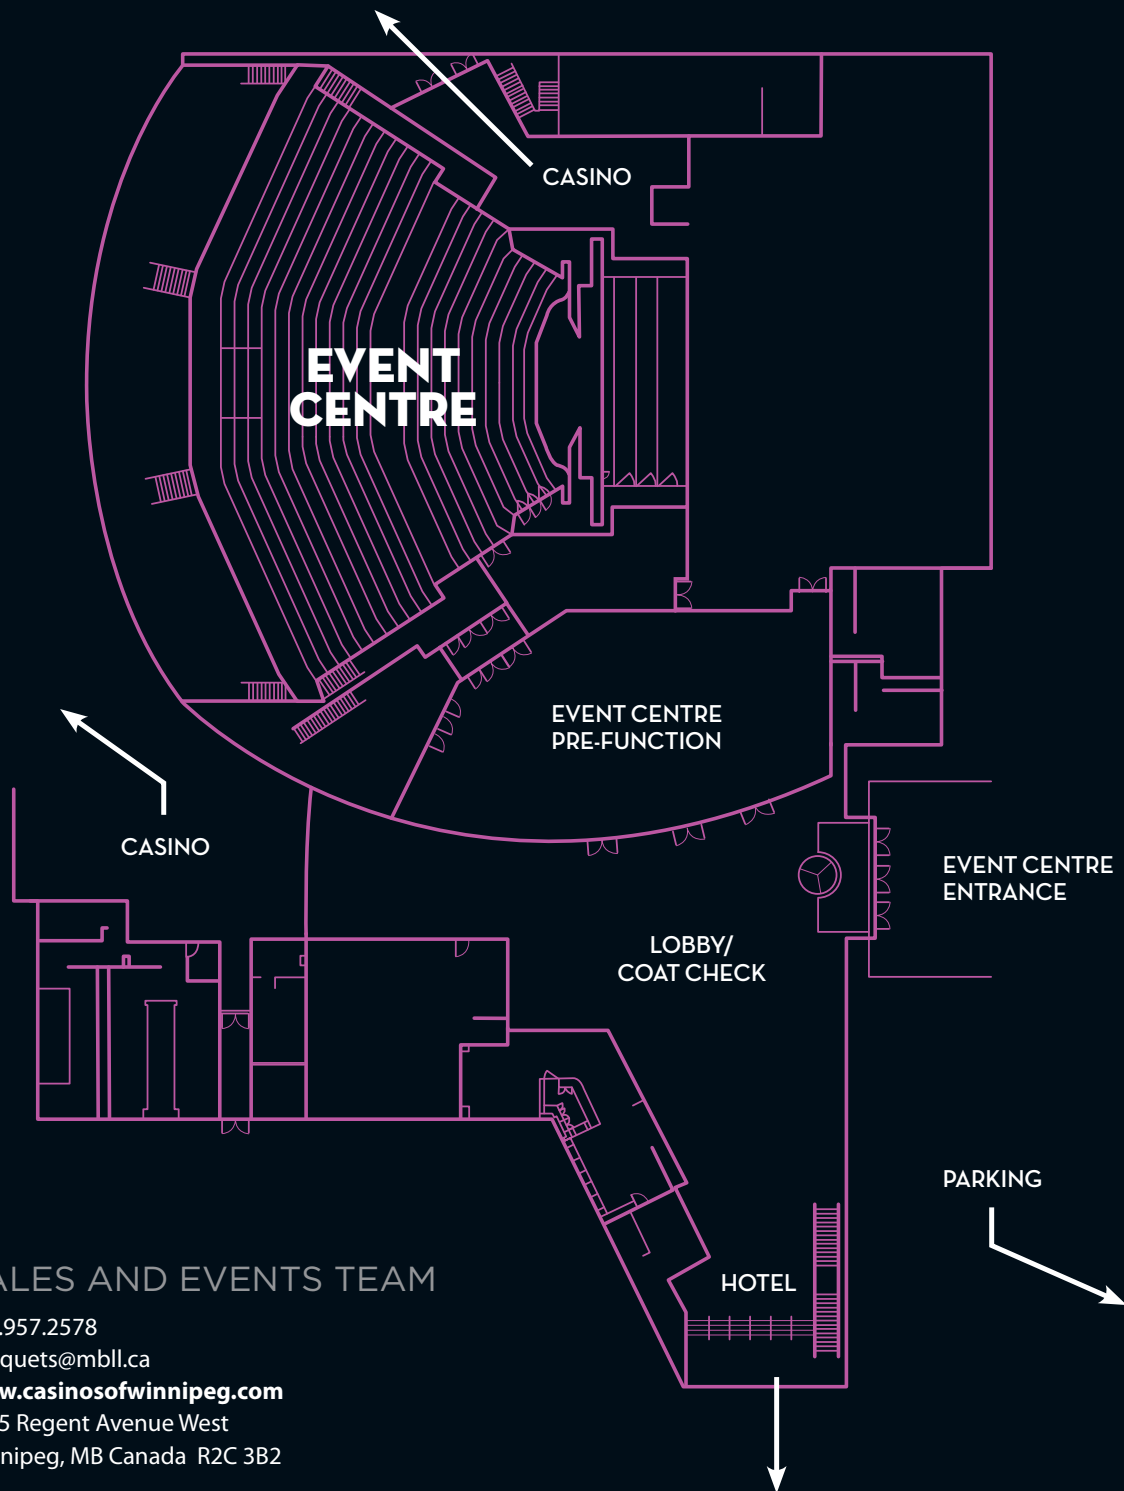 CASINO
EVENT
CENTRE
EVENT CENTRE
PRE-FUNCTION
CASINO
EVENT CENTRE
ENTRANCE
LOBBY/
COAT CHECK
PARKING
HOTEL
ALES AND EVENTS TEAM
.957.2578
quets@mbll.ca
w.casinosofwinnipeg.com
5 Regent Avenue West
nipeg, MB Canada R2C 3B2